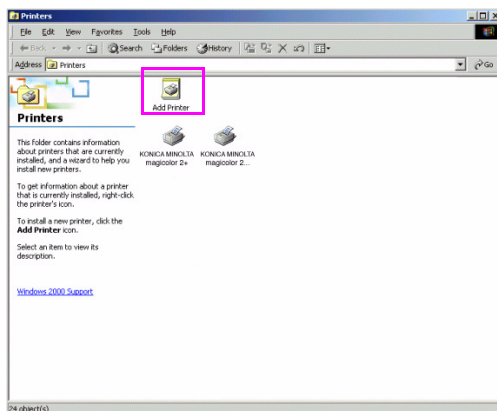 Printers
File Edit View Favorites Tools Help
Back Search Folders History
Address Printers Go
Add Printer
Printers
This folder contains information
about printers that are currently
installed, and a wizard to help you
install new printers.
KONICA MINOLTA
magicolor 2+
KONICA MINOLTA
magicolor 2...
To get information about a printer
that is currently installed, right-click
the printer's icon.
To install a new printer, click the
Add Printer icon.
Select an item to view its
description.
Windows 2000 Support
24 object(s)